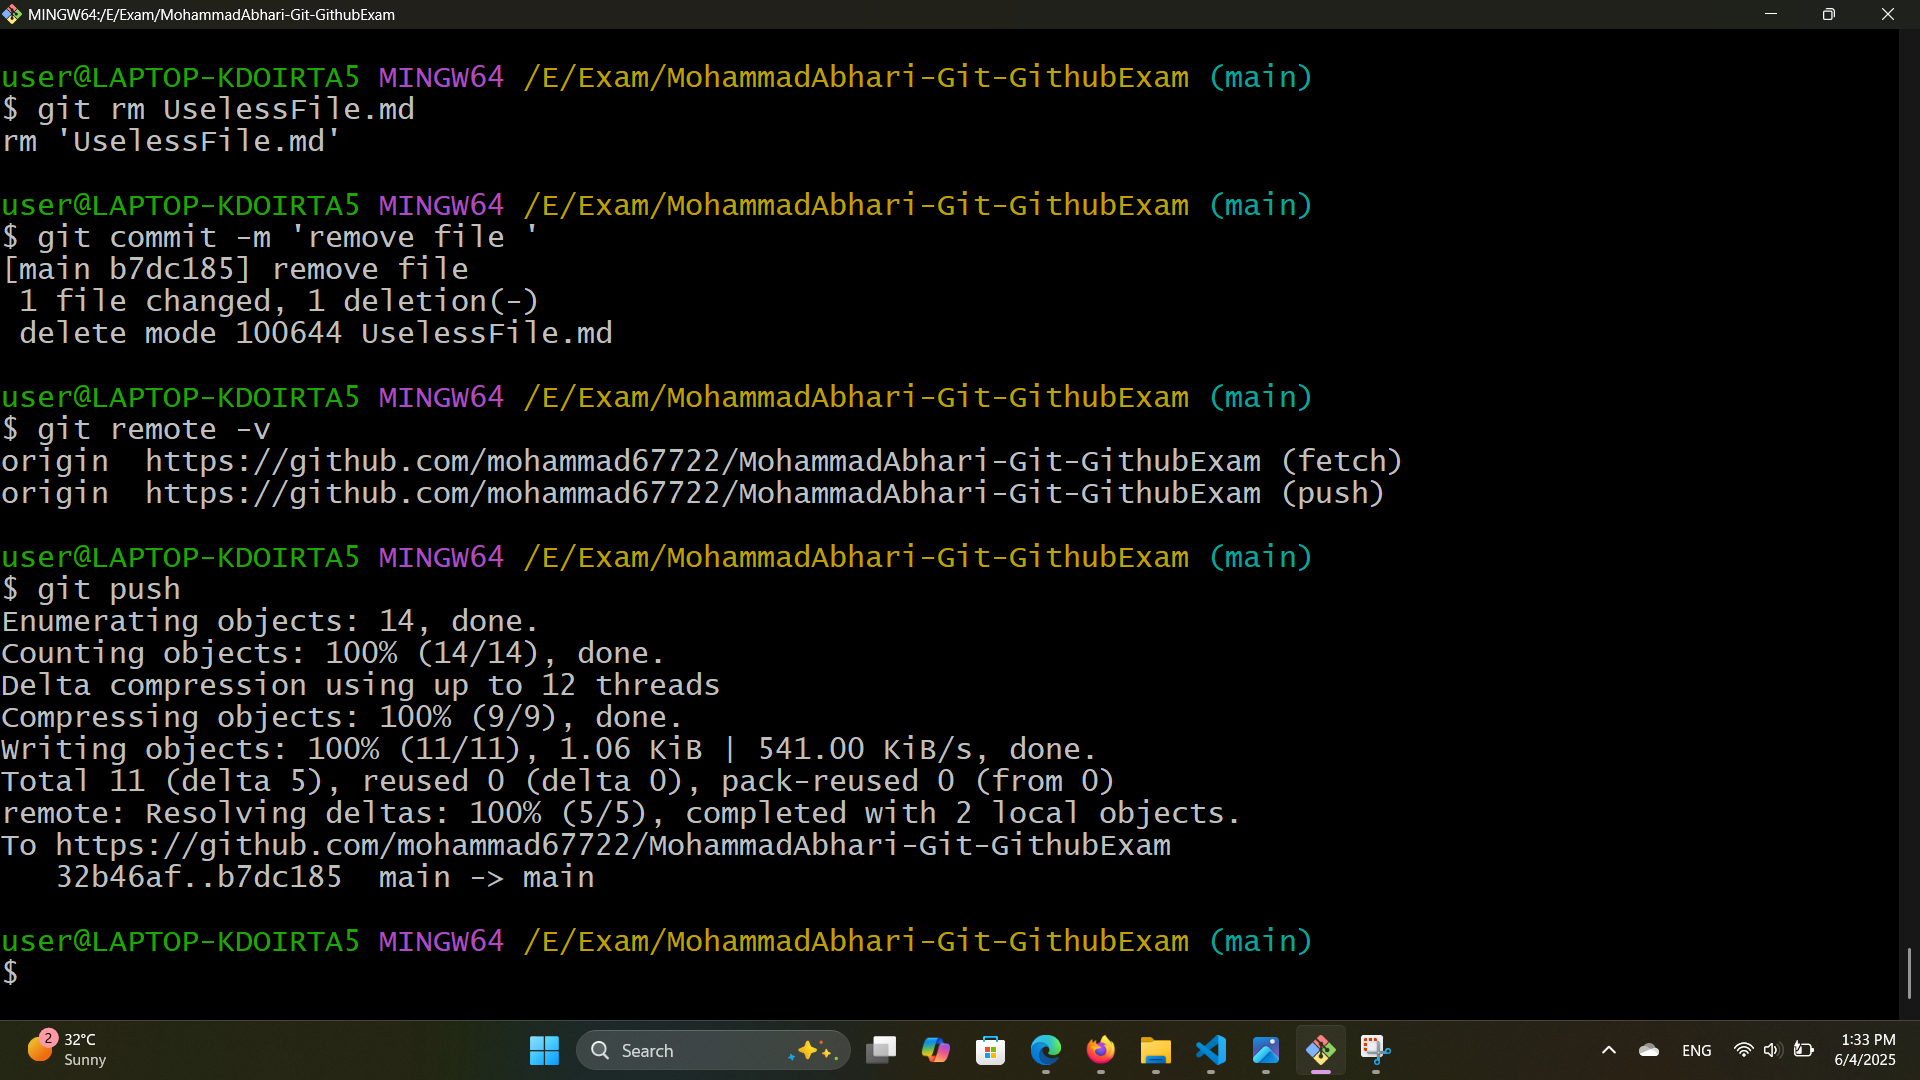 MINGW64:/E/Exam/MohammadAbhari-Git-GithubExam
user@LAPTOP-KDOIRTA5 MINGW64 /E/Exam/MohammadAbhari-Git-GithubExam (main)
$ git rm UselessFile.md
rm 'UselessFile.md'
user@LAPTOP-KDOIRTA5 MINGW64 /E/Exam/MohammadAbhari-Git-GithubExam (main)
$ git commit -m 'remove file '
[main b7dc185] remove file
 1 file changed, 1 deletion(-)
 delete mode 100644 UselessFile.md
user@LAPTOP-KDOIRTA5 MINGW64 /E/Exam/MohammadAbhari-Git-GithubExam (main)
$ git remote -v
origin  https://github.com/mohammad67722/MohammadAbhari-Git-GithubExam (fetch)
origin  https://github.com/mohammad67722/MohammadAbhari-Git-GithubExam (push)
user@LAPTOP-KDOIRTA5 MINGW64 /E/Exam/MohammadAbhari-Git-GithubExam (main)
$ git push
Enumerating objects: 14, done.
Counting objects: 100% (14/14), done.
Delta compression using up to 12 threads
Compressing objects: 100% (9/9), done.
Writing objects: 100% (11/11), 1.06 KiB | 541.00 KiB/s, done.
Total 11 (delta 5), reused 0 (delta 0), pack-reused 0 (from 0)
remote: Resolving deltas: 100% (5/5), completed with 2 local objects.
To https://github.com/mohammad67722/MohammadAbhari-Git-GithubExam
   32b46af..b7dc185  main -> main
user@LAPTOP-KDOIRTA5 MINGW64 /E/Exam/MohammadAbhari-Git-GithubExam (main)
$
2
32°C
Sunny
Search
ENG
1:33 PM
6/4/2025